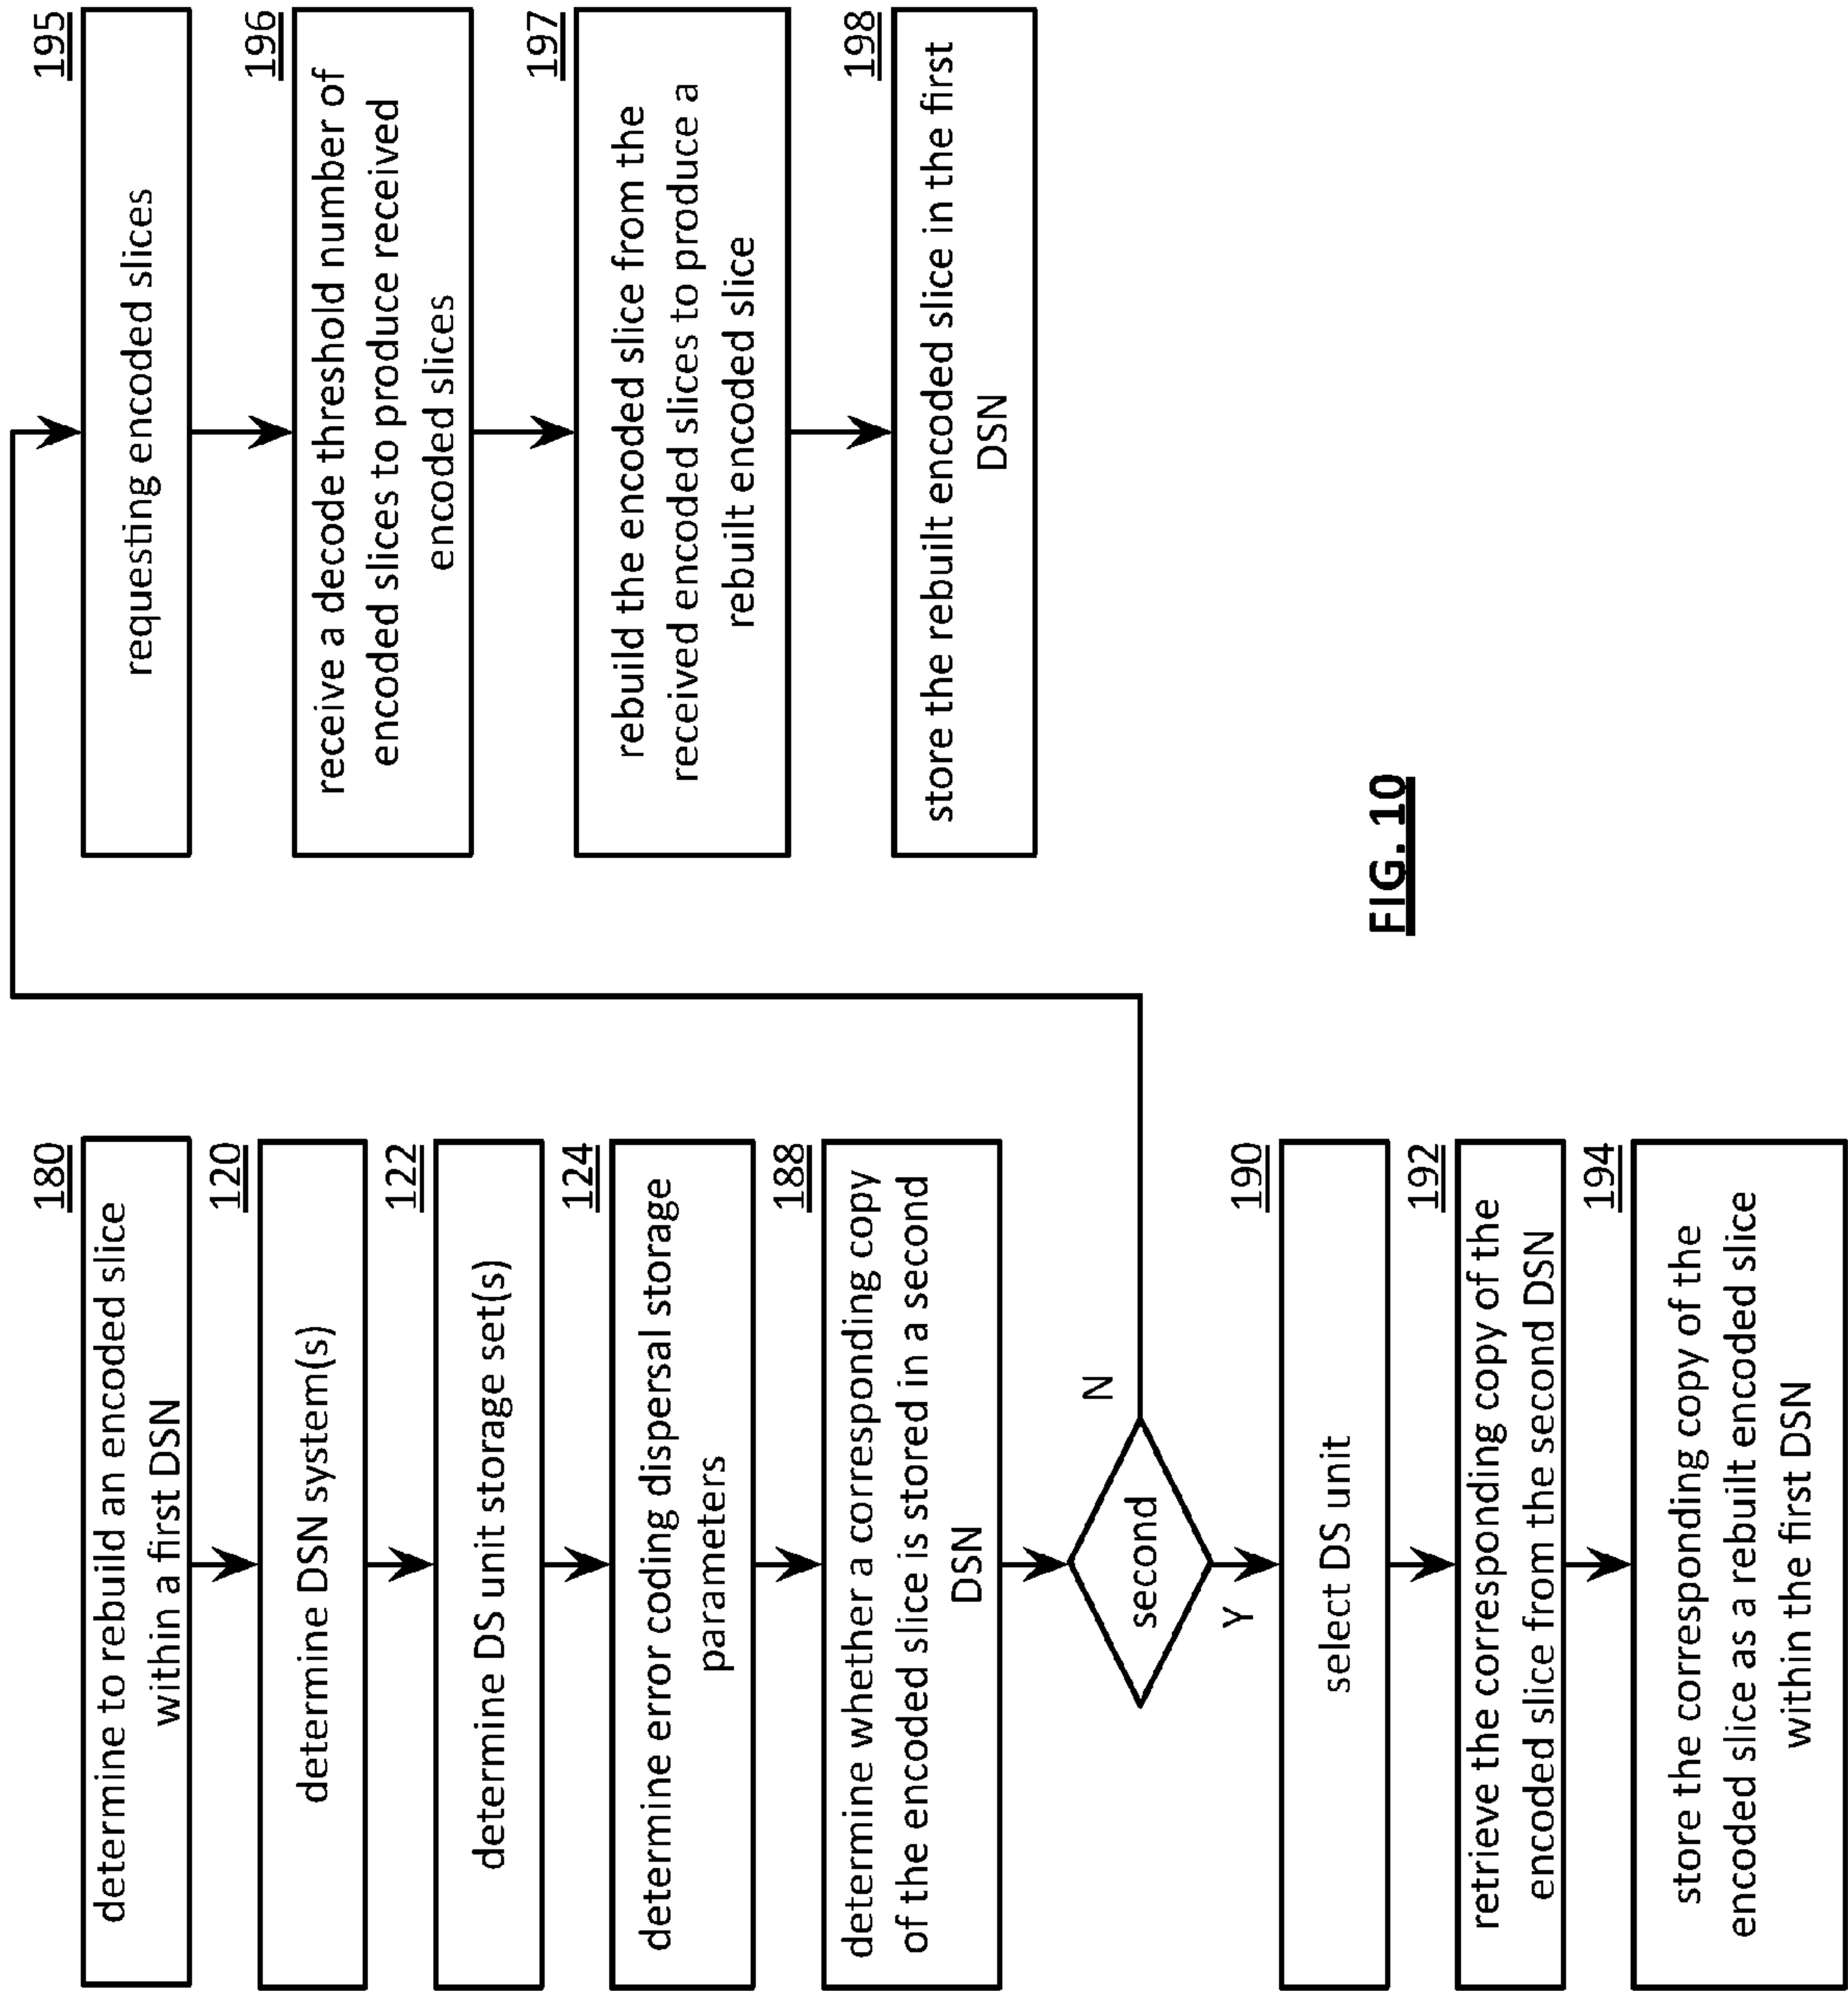 180
determine to rebuild an encoded slice
within a first DSN
120
determine DSN systems(s)
122
determine DS unit storage set(s)
124
determine error coding dispersal storage
parameters
188
determine whether a corresponding copy
of the encoded slice is stored in a second
DSN
second
N
Y
190
select DS unit
192
retrieve the corresponding copy of the
encoded slice from the second DSN
194
store the corresponding copy of the
encoded slice as a rebuilt encoded slice
within the first DSN
195
requesting encoded slices
196
receive a decode threshold number of
encoded slices to produce received
encoded slices
197
rebuild the encoded slice from the
received encoded slices to produce a
rebuilt encoded slice
198
store the rebuilt encoded slice in the first
DSN
FIG. 10